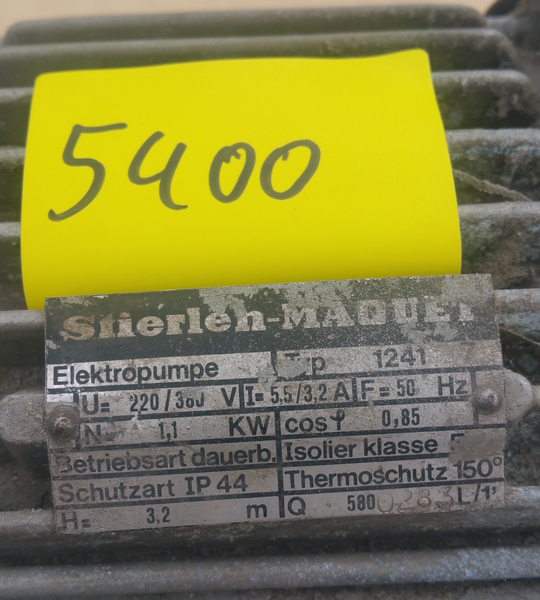 5400
Stierlen-MAQUET
Elektropumpe Typ 1241
U= 220/380 V I= 5,5/3,2 A F= 50 Hz
N= 1,1 KW cos φ 0,85
Betriebsart dauerb. Isolier klasse F
Schutzart IP 44 Thermoschutz 150°
H= 3,2 m Q 580 0283 L/1'